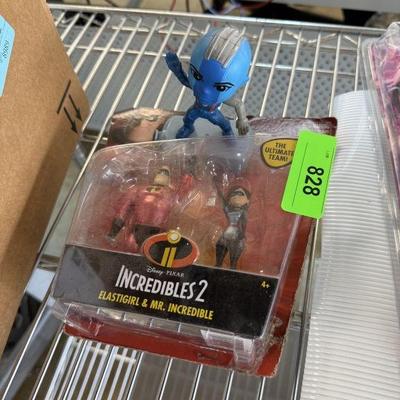 THE
ULTIMATE
TEAM!
828
Disney · PIXAR
INCREDIBLES 2
4+
ELASTIGIRL & MR. INCREDIBLE